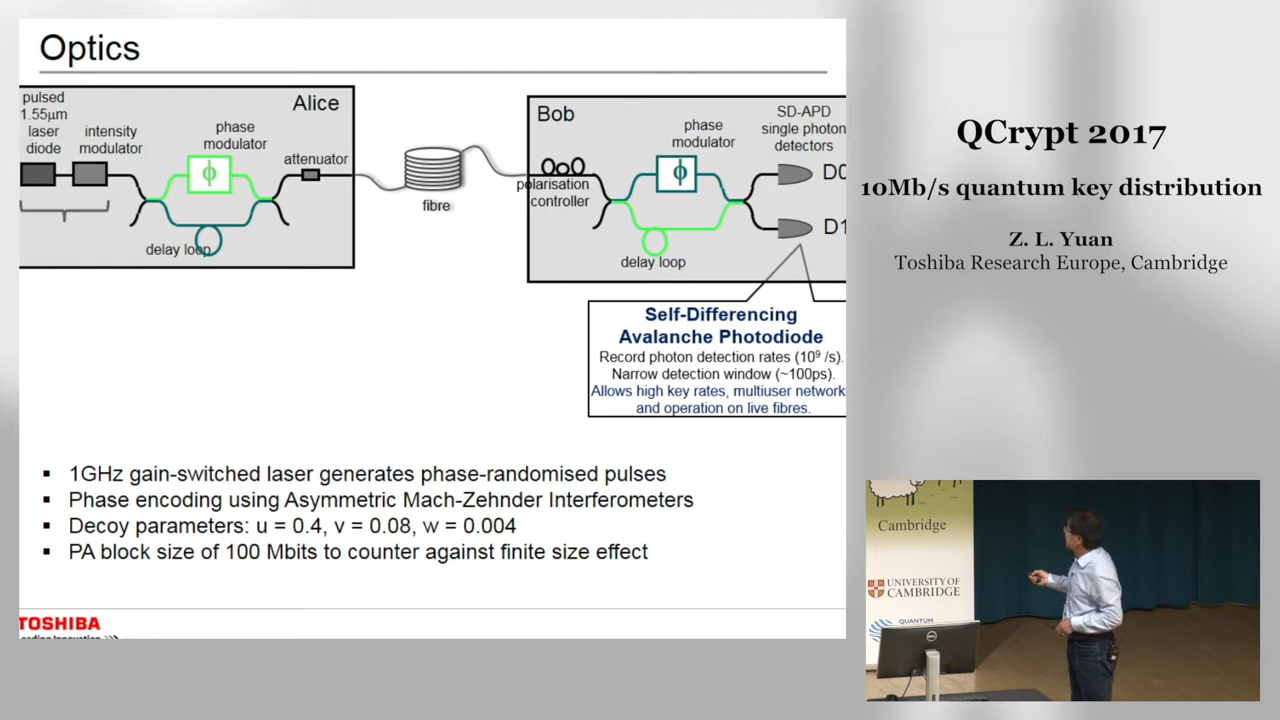 Optics
pulsed
1.55µm
laser
diode
intensity
modulator
phase
modulator
Alice
ϕ
attenuator
delay loop
fibre
Bob
polarisation
controller
phase
modulator
ϕ
delay loop
SD-APD
single photon
detectors
D0
D1
Self-Differencing
Avalanche Photodiode
Record photon detection rates (10⁹ /s).
Narrow detection window (~100ps).
Allows high key rates, multiuser network
and operation on live fibres.
▪ 1GHz gain-switched laser generates phase-randomised pulses
▪ Phase encoding using Asymmetric Mach-Zehnder Interferometers
▪ Decoy parameters: u = 0.4, v = 0.08, w = 0.004
▪ PA block size of 100 Mbits to counter against finite size effect
TOSHIBA
QCrypt 2017
10Mb/s quantum key distribution
Z. L. Yuan
Toshiba Research Europe, Cambridge
Cambridge
UNIVERSITY OF
CAMBRIDGE
QUANTUM
DELL